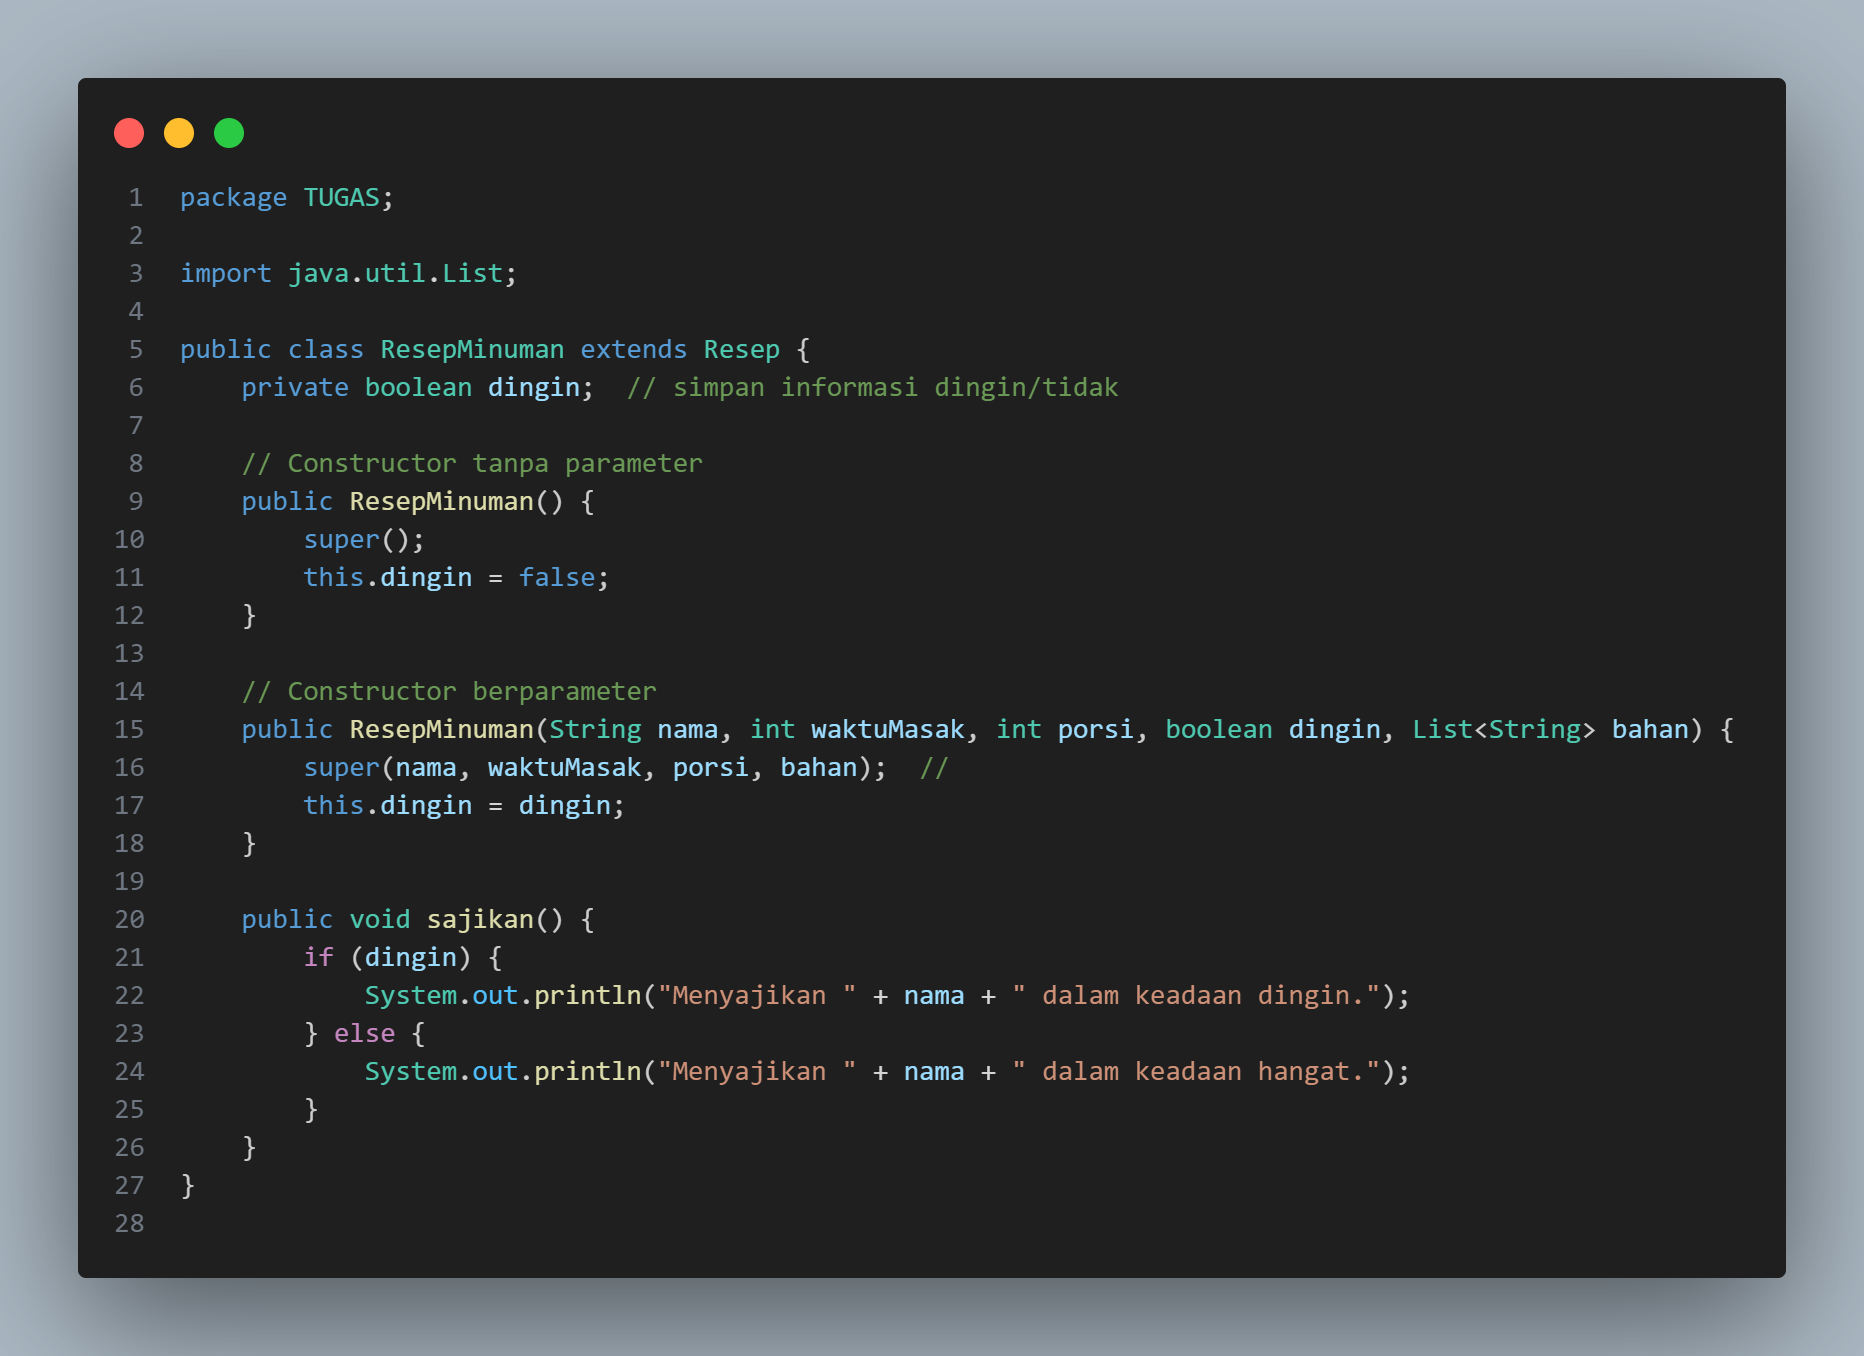 1 package TUGAS;
2
3 import java.util.List;
4
5 public class ResepMinuman extends Resep {
6     private boolean dingin;  // simpan informasi dingin/tidak
7
8     // Constructor tanpa parameter
9     public ResepMinuman() {
10         super();
11         this.dingin = false;
12     }
13
14     // Constructor berparameter
15     public ResepMinuman(String nama, int waktuMasak, int porsi, boolean dingin, List<String> bahan) {
16         super(nama, waktuMasak, porsi, bahan);  //
17         this.dingin = dingin;
18     }
19
20     public void sajikan() {
21         if (dingin) {
22             System.out.println("Menyajikan " + nama + " dalam keadaan dingin.");
23         } else {
24             System.out.println("Menyajikan " + nama + " dalam keadaan hangat.");
25         }
26     }
27 }
28